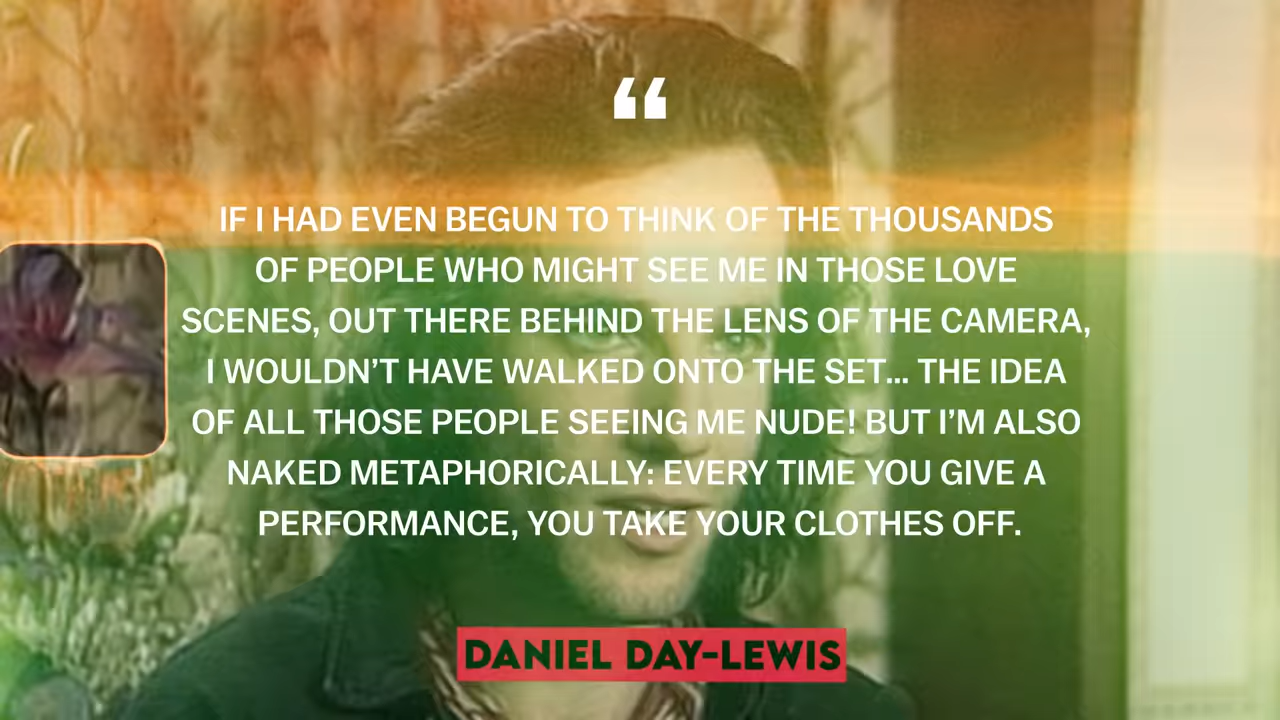 “
IF I HAD EVEN BEGUN TO THINK OF THE THOUSANDS
OF PEOPLE WHO MIGHT SEE ME IN THOSE LOVE
SCENES, OUT THERE BEHIND THE LENS OF THE CAMERA,
I WOULDN’T HAVE WALKED ONTO THE SET... THE IDEA
OF ALL THOSE PEOPLE SEEING ME NUDE! BUT I’M ALSO
NAKED METAPHORICALLY: EVERY TIME YOU GIVE A
PERFORMANCE, YOU TAKE YOUR CLOTHES OFF.
DANIEL DAY-LEWIS